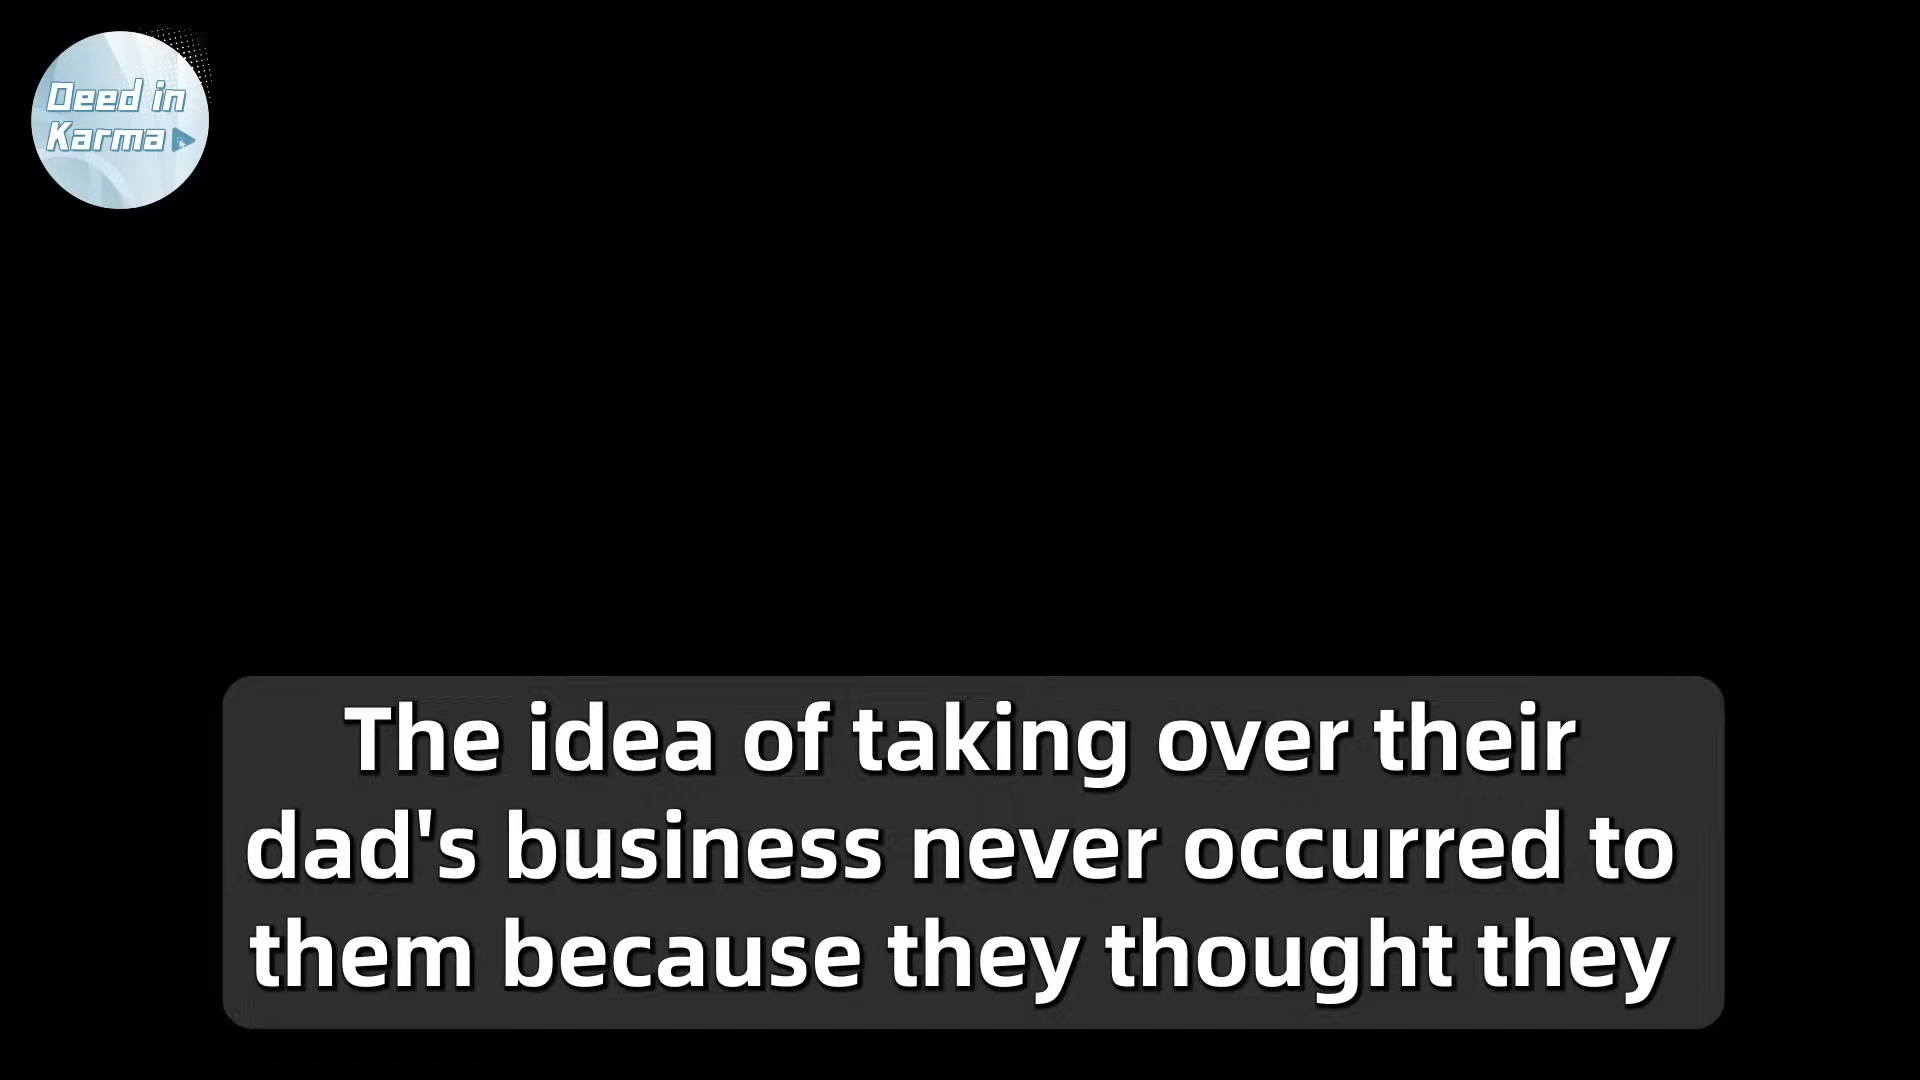 Deed in
Karma
The idea of taking over their
dad's business never occurred to
them because they thought they